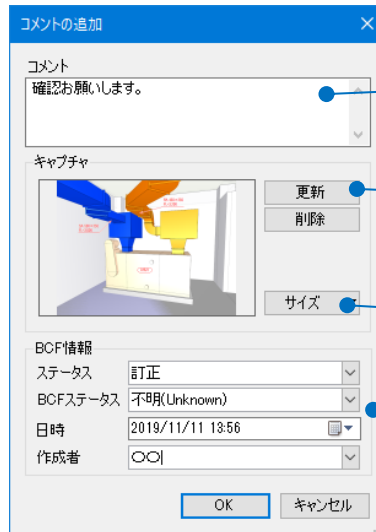 コメントの追加
コメント
確認お願いします。
キャプチャ
更新
削除
サイズ
BCF情報
ステータス 訂正
BCFステータス 不明(Unknown)
日時 2019/11/11 13:56
作成者 〇〇
OK キャンセル